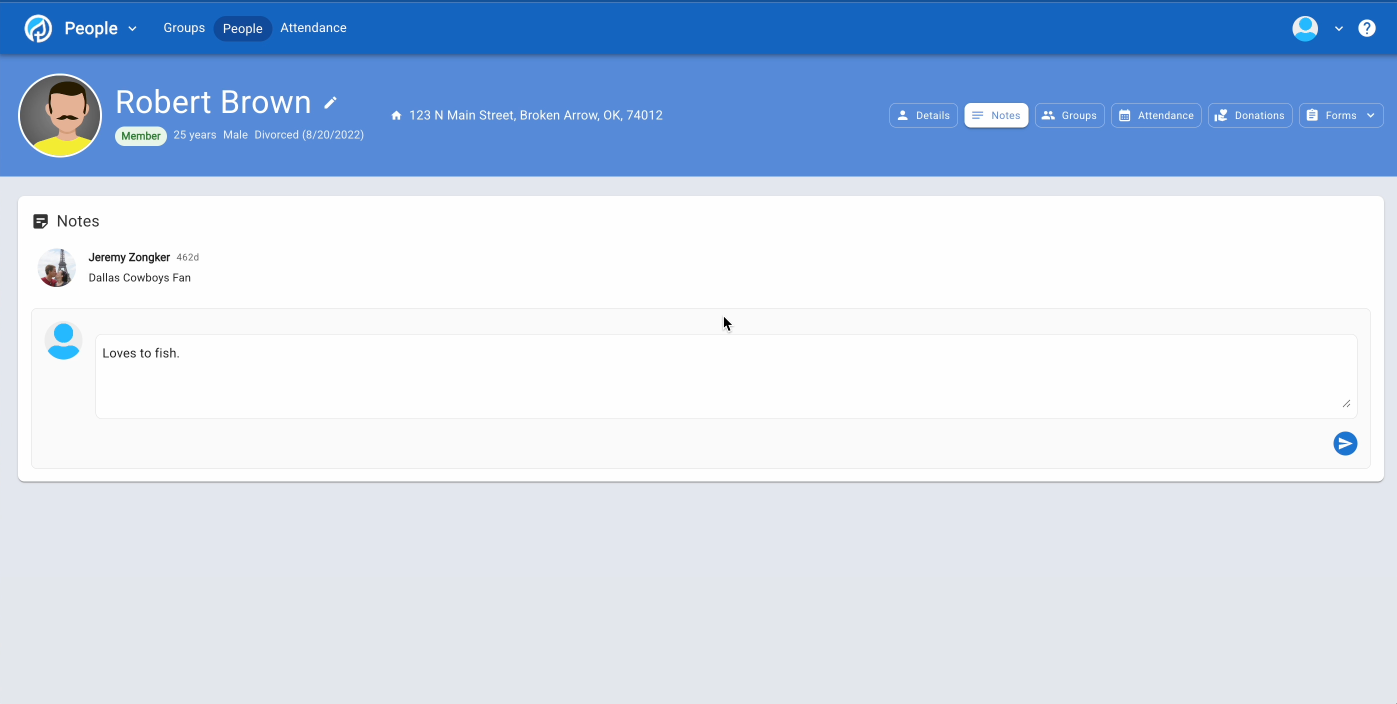 People Groups People Attendance
Robert Brown
Member 25 years Male Divorced (8/20/2022)
123 N Main Street, Broken Arrow, OK, 74012
Details Notes Groups Attendance Donations Forms
Notes
Jeremy Zongker 462d
Dallas Cowboys Fan
Loves to fish.